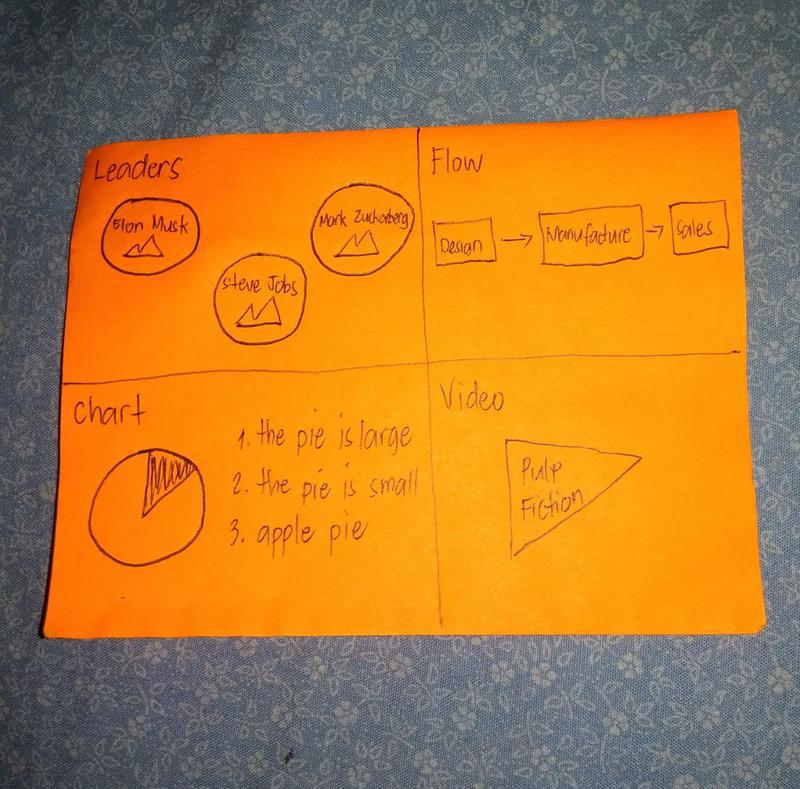 Leaders
Elon Musk
Mark Zuckerberg
Steve Jobs
Flow
Design
Manufacture
Sales
Chart
1. the pie is large
2. the pie is small
3. apple pie
Video
Pulp
Fiction